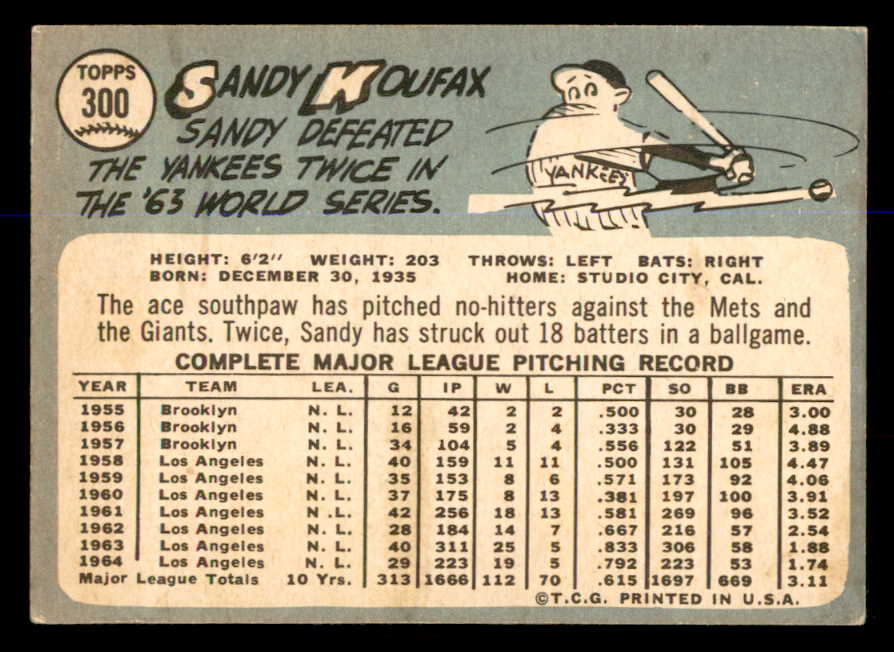 TOPPS
300
SANDY KOUFAX
SANDY DEFEATED
THE YANKEES TWICE IN
THE '63 WORLD SERIES.
YANKEES
HEIGHT: 6'2" WEIGHT: 203 THROWS: LEFT BATS: RIGHT
BORN: DECEMBER 30, 1935 HOME: STUDIO CITY, CAL.
The ace southpaw has pitched no-hitters against the Mets and
the Giants. Twice, Sandy has struck out 18 batters in a ballgame.
COMPLETE MAJOR LEAGUE PITCHING RECORD
YEAR TEAM LEA. G IP W L PCT SO BB ERA
1955 Brooklyn N. L. 12 42 2 2 .500 30 28 3.00
1956 Brooklyn N. L. 16 59 2 4 .333 30 29 4.88
1957 Brooklyn N. L. 34 104 5 4 .556 122 51 3.89
1958 Los Angeles N. L. 40 159 11 11 .500 131 105 4.47
1959 Los Angeles N. L. 35 153 8 6 .571 173 92 4.06
1960 Los Angeles N. L. 37 175 8 13 .381 197 100 3.91
1961 Los Angeles N .L. 42 256 18 13 .581 269 96 3.52
1962 Los Angeles N. L. 28 184 14 7 .667 216 57 2.54
1963 Los Angeles N. L. 40 311 25 5 .833 306 58 1.88
1964 Los Angeles N. L. 29 223 19 5 .792 223 53 1.74
Major League Totals 10 Yrs. 313 1666 112 70 .615 1697 669 3.11
©T.C.G. PRINTED IN U.S.A.